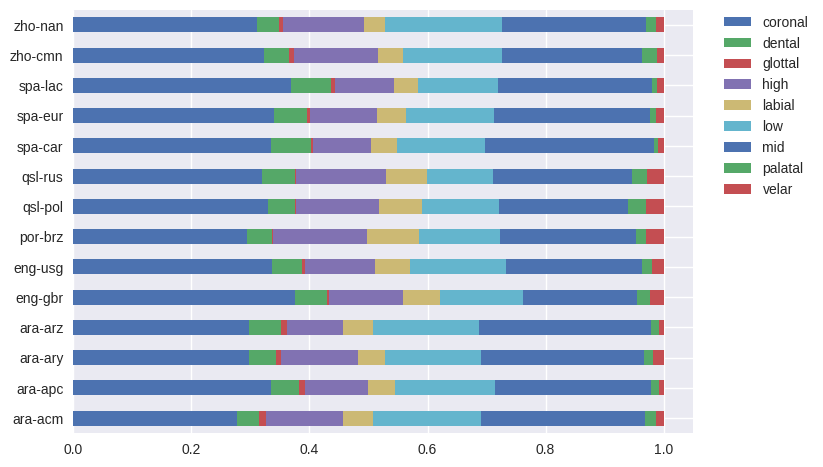 zho-nan
zho-cmn
spa-lac
spa-eur
spa-car
qsl-rus
qsl-pol
por-brz
eng-usg
eng-gbr
ara-arz
ara-ary
ara-apc
ara-acm
0.0 0.2 0.4 0.6 0.8 1.0
coronal
dental
glottal
high
labial
low
mid
palatal
velar